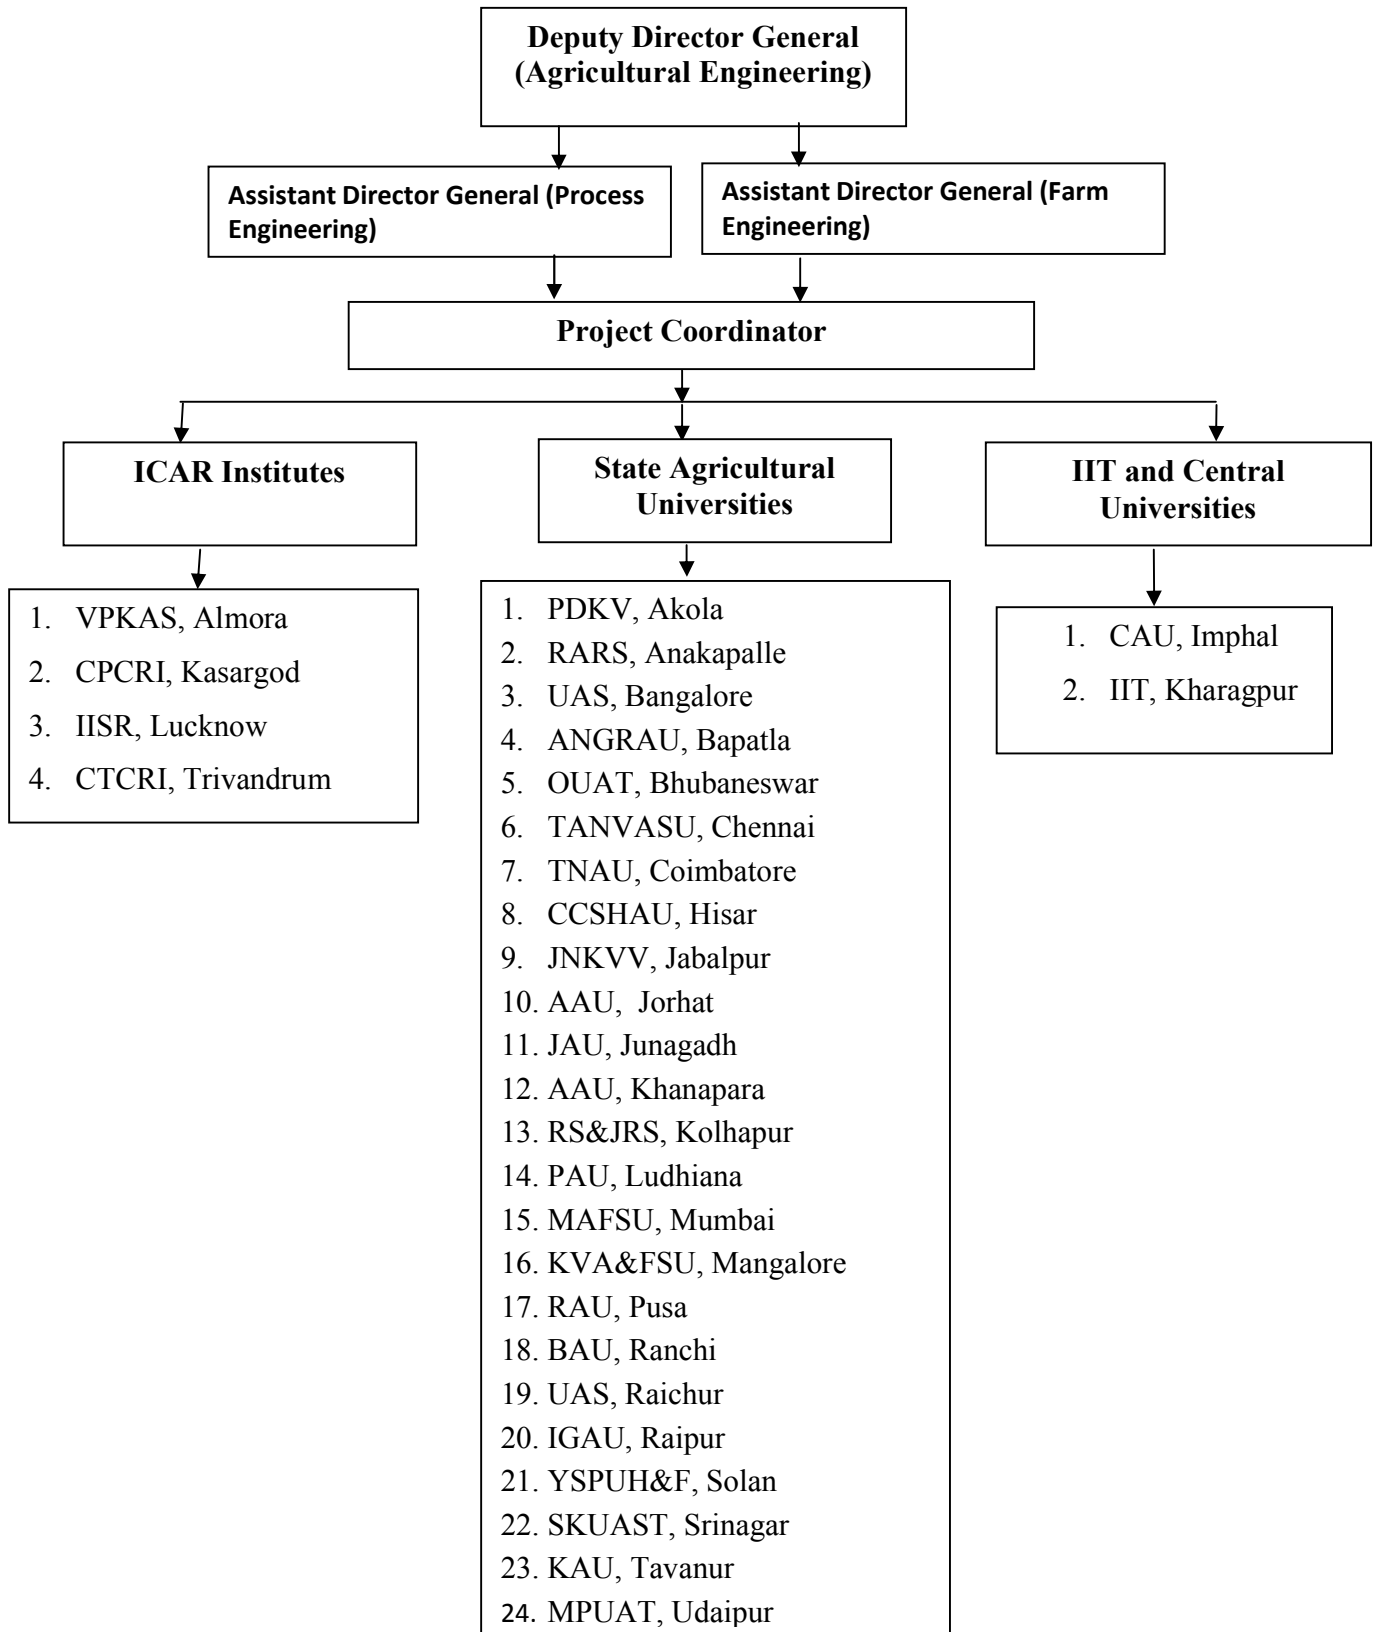 Deputy Director General
(Agricultural Engineering)
Assistant Director General (Process
Engineering)
Assistant Director General (Farm
Engineering)
Project Coordinator
ICAR Institutes
State Agricultural
Universities
IIT and Central
Universities
1. VPKAS, Almora
2. CPCRI, Kasargod
3. IISR, Lucknow
4. CTCRI, Trivandrum
1. PDKV, Akola
2. RARS, Anakapalle
3. UAS, Bangalore
4. ANGRAU, Bapatla
5. OUAT, Bhubaneswar
6. TANVASU, Chennai
7. TNAU, Coimbatore
8. CCSHAU, Hisar
9. JNKVV, Jabalpur
10. AAU, Jorhat
11. JAU, Junagadh
12. AAU, Khanapara
13. RS&JRS, Kolhapur
14. PAU, Ludhiana
15. MAFSU, Mumbai
16. KVA&FSU, Mangalore
17. RAU, Pusa
18. BAU, Ranchi
19. UAS, Raichur
20. IGAU, Raipur
21. YSPUH&F, Solan
22. SKUAST, Srinagar
23. KAU, Tavanur
24. MPUAT, Udaipur
1. CAU, Imphal
2. IIT, Kharagpur